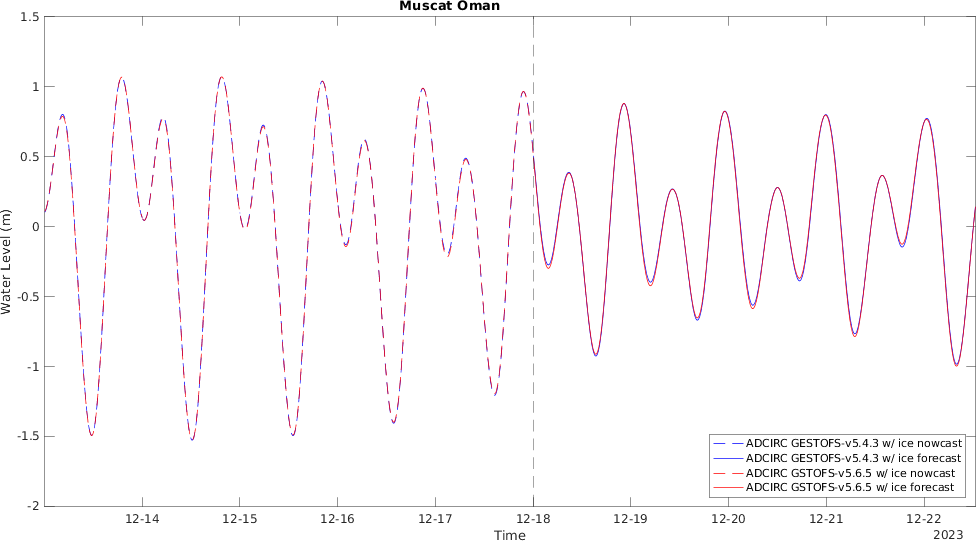 Muscat Oman
1.5
1
0.5
0
-0.5
-1
-1.5
-2
Water Level (m)
12-14
12-15
12-16
12-17
12-18
12-19
12-20
12-21
12-22
Time
2023
ADCIRC GESTOFS-v5.4.3 w/ ice nowcast
ADCIRC GESTOFS-v5.4.3 w/ ice forecast
ADCIRC GSTOFS-v5.6.5 w/ ice nowcast
ADCIRC GSTOFS-v5.6.5 w/ ice forecast